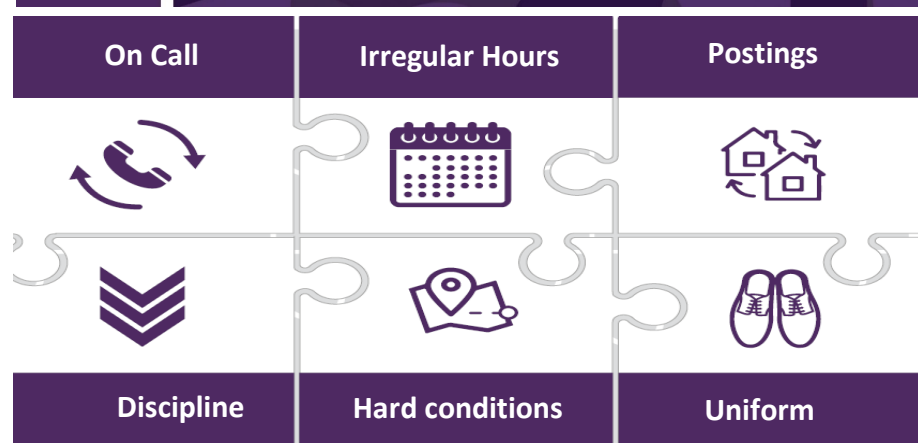 On Call
Irregular Hours
Postings
Discipline
Hard conditions
Uniform